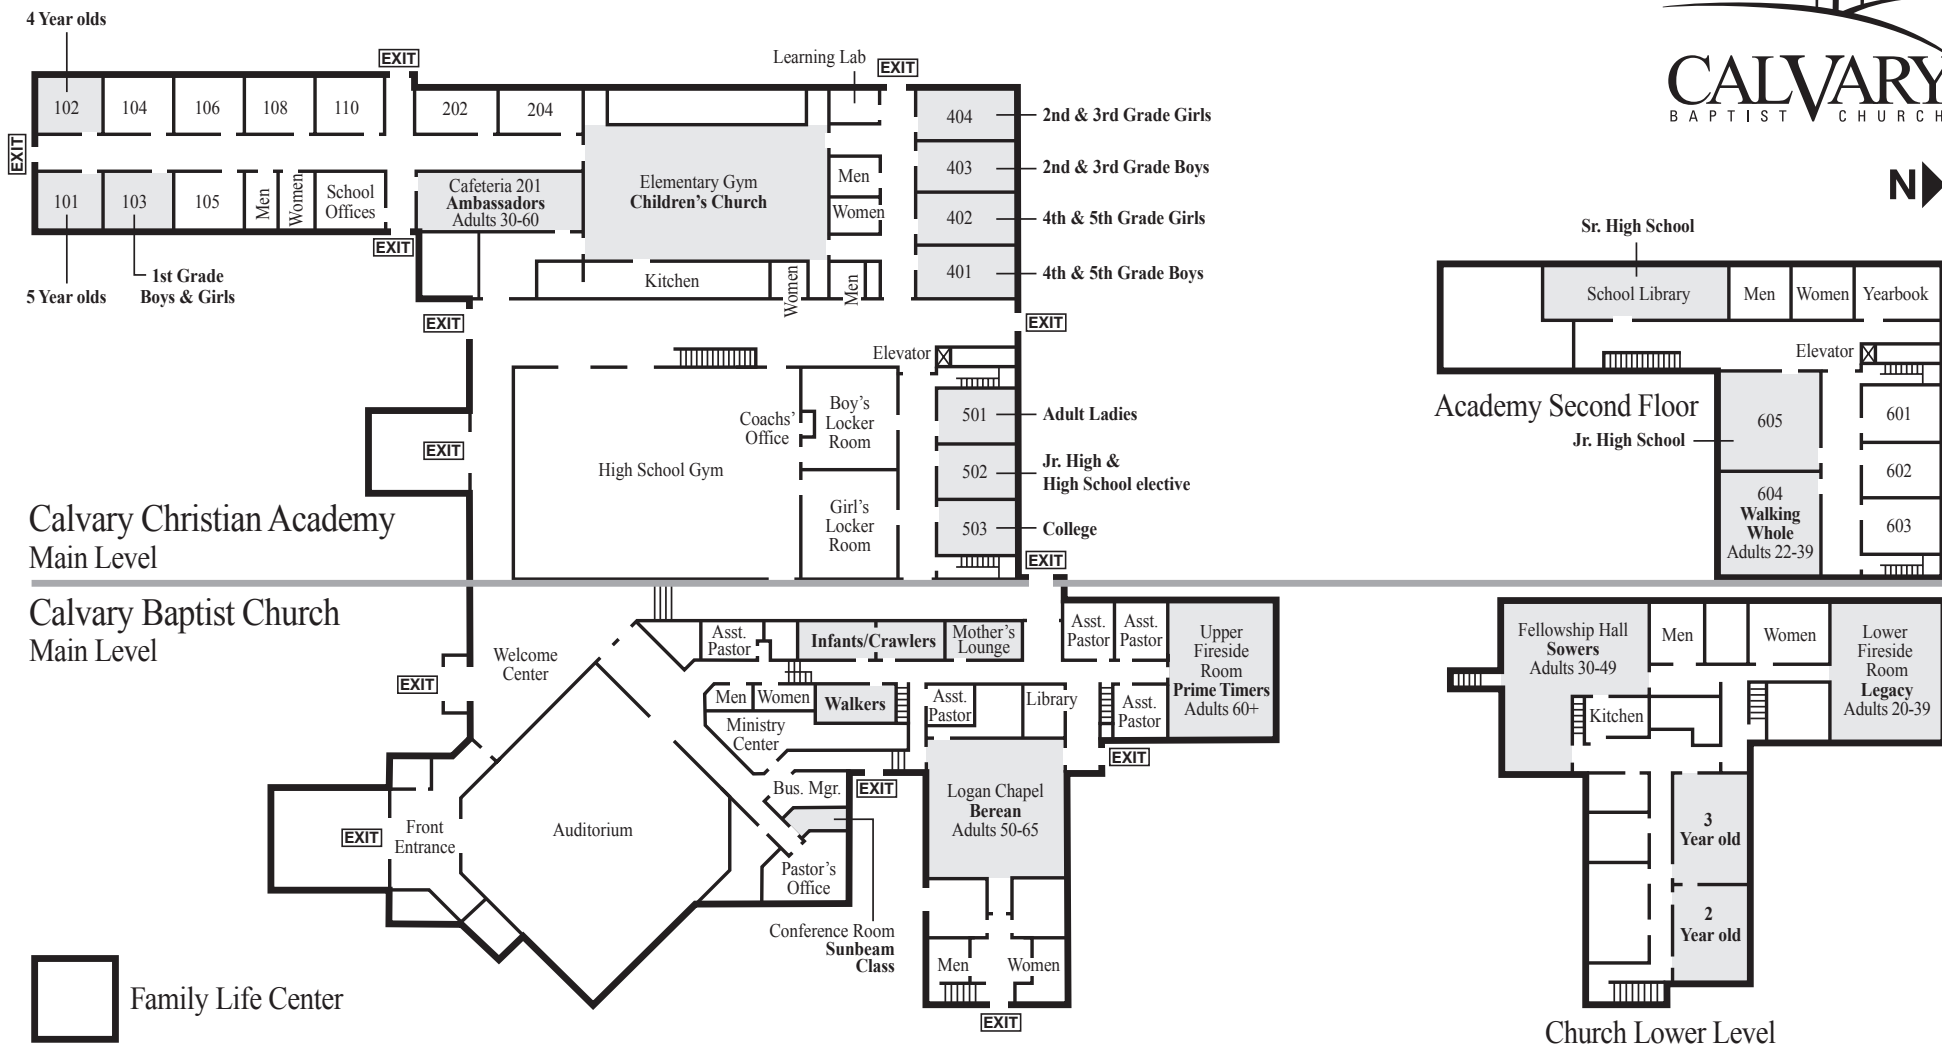 4 Year olds
EXIT
Learning Lab
EXIT
CALVARY
BAPTIST CHURCH
N
102
104
106
108
110
202
204
404
2nd & 3rd Grade Girls
EXIT
403
2nd & 3rd Grade Boys
101
103
105
Men
Women
School
Offices
Cafeteria 201
Ambassadors
Adults 30-60
Elementary Gym
Children's Church
Men
Women
402
4th & 5th Grade Girls
EXIT
5 Year olds
1st Grade
Boys & Girls
Kitchen
Women
Men
401
4th & 5th Grade Boys
EXIT
EXIT
Elevator
Coachs'
Office
Boy's
Locker
Room
501
Adult Ladies
EXIT
High School Gym
502
Jr. High &
High School elective
Girl's
Locker
Room
503
College
EXIT
Calvary Christian Academy
Main Level
Sr. High School
School Library
Men
Women
Yearbook
Elevator
Academy Second Floor
Jr. High School
605
601
602
604
Walking
Whole
Adults 22-39
603
Calvary Baptist Church
Main Level
Welcome
Center
EXIT
Asst.
Pastor
Infants/Crawlers
Mother's
Lounge
Asst.
Pastor
Asst.
Pastor
Upper
Fireside
Room
Prime Timers
Adults 60+
Men
Women
Walkers
Asst.
Pastor
Library
Asst.
Pastor
Ministry
Center
EXIT
Bus. Mgr.
EXIT
Logan Chapel
Berean
Adults 50-65
EXIT
Front
Entrance
Auditorium
Pastor's
Office
Conference Room
Sunbeam
Class
Men
Women
EXIT
Family Life Center
Fellowship Hall
Sowers
Adults 30-49
Men
Women
Lower
Fireside
Room
Legacy
Adults 20-39
Kitchen
3
Year old
2
Year old
Church Lower Level